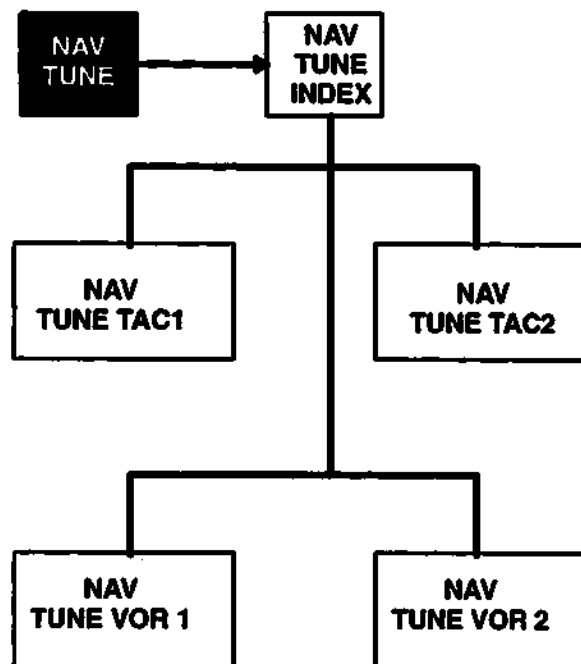 NAV
TUNE
NAV
TUNE
INDEX
NAV
TUNE TAC1
NAV
TUNE TAC2
NAV
TUNE VOR 1
NAV
TUNE VOR 2